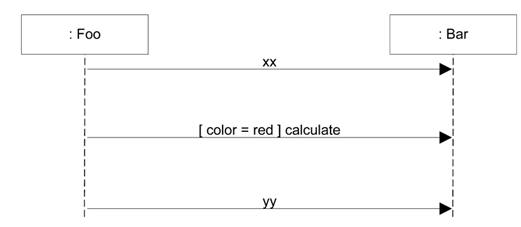 : Foo
: Bar
xx
[ color = red ] calculate
yy